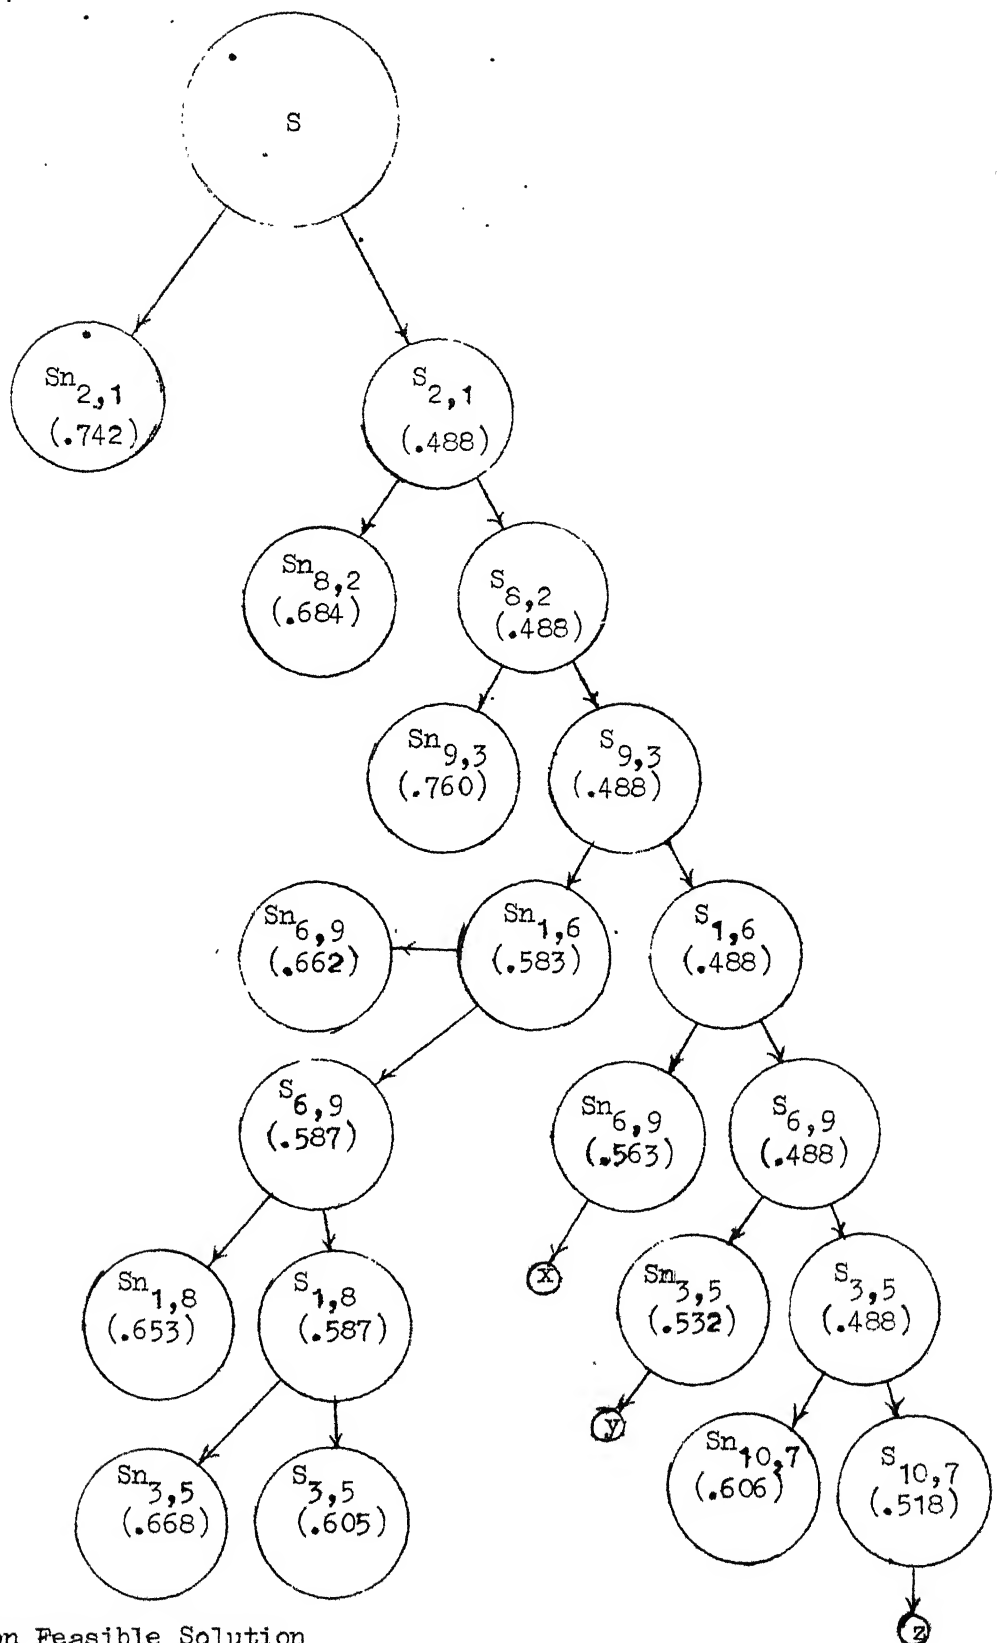 S
Sn2,1
(.742)
S2,1
(.488)
Sn8,2
(.684)
S8,2
(.488)
Sn9,3
(.760)
S9,3
(.488)
Sn6,9
(.662)
Sn1,6
(.583)
S1,6
(.488)
S6,9
(.587)
Sn6,9
(.563)
S6,9
(.488)
Sn1,8
(.653)
S1,8
(.587)
x
Sn3,5
(.532)
S3,5
(.488)
y
Sn3,5
(.668)
S3,5
(.605)
Sn10,7
(.606)
S10,7
(.518)
z
on Feasible Solution